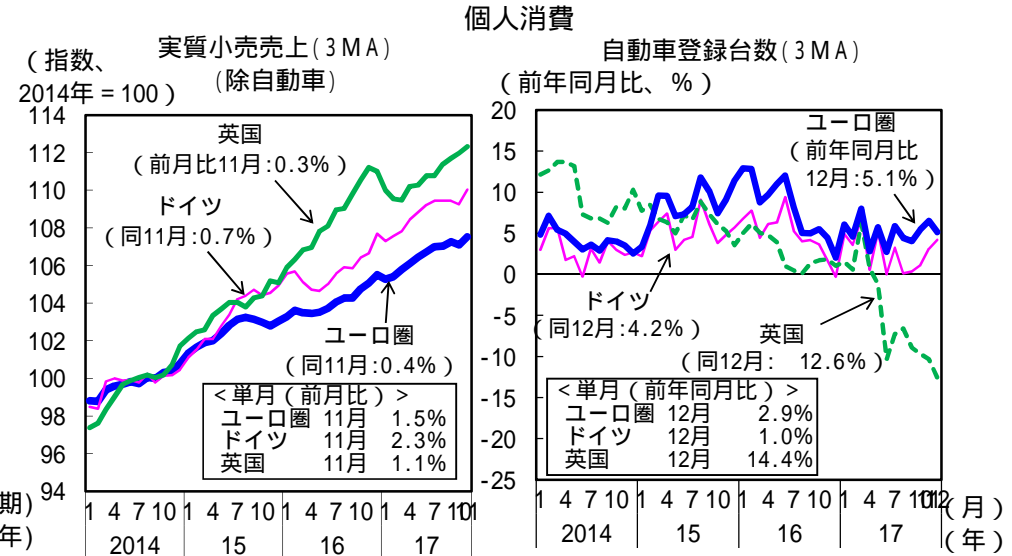 個人消費
実質小売売上(3MA)
(除自動車)
(指数、
2014年=100)
114
112
110
108
106
104
102
100
98
96
94
英国
(前月比11月:0.3%)
ドイツ
(同11月:0.7%)
ユーロ圏
(同11月:0.4%)
<単月(前月比)>
ユーロ圏 11月 1.5%
ドイツ 11月 2.3%
英国 11月 1.1%
期)
1 4 7 10 1 4 7 10 1 4 7 10 1 4 7 10
年)
2014 15 16 17
自動車登録台数(3MA)
(前年同月比、%)
20
15
10
5
0
-5
-10
-15
-20
-25
ユーロ圏
(前年同月比
12月:5.1%)
ドイツ
(同12月:4.2%)
英国
(同12月: 12.6%)
<単月(前年同月比)>
ユーロ圏 12月 2.9%
ドイツ 12月 1.0%
英国 12月 14.4%
1 4 7 10 1 4 7 10 1 4 7 10 1 4 7 10 12
(月)
2014 15 16 17
(年)